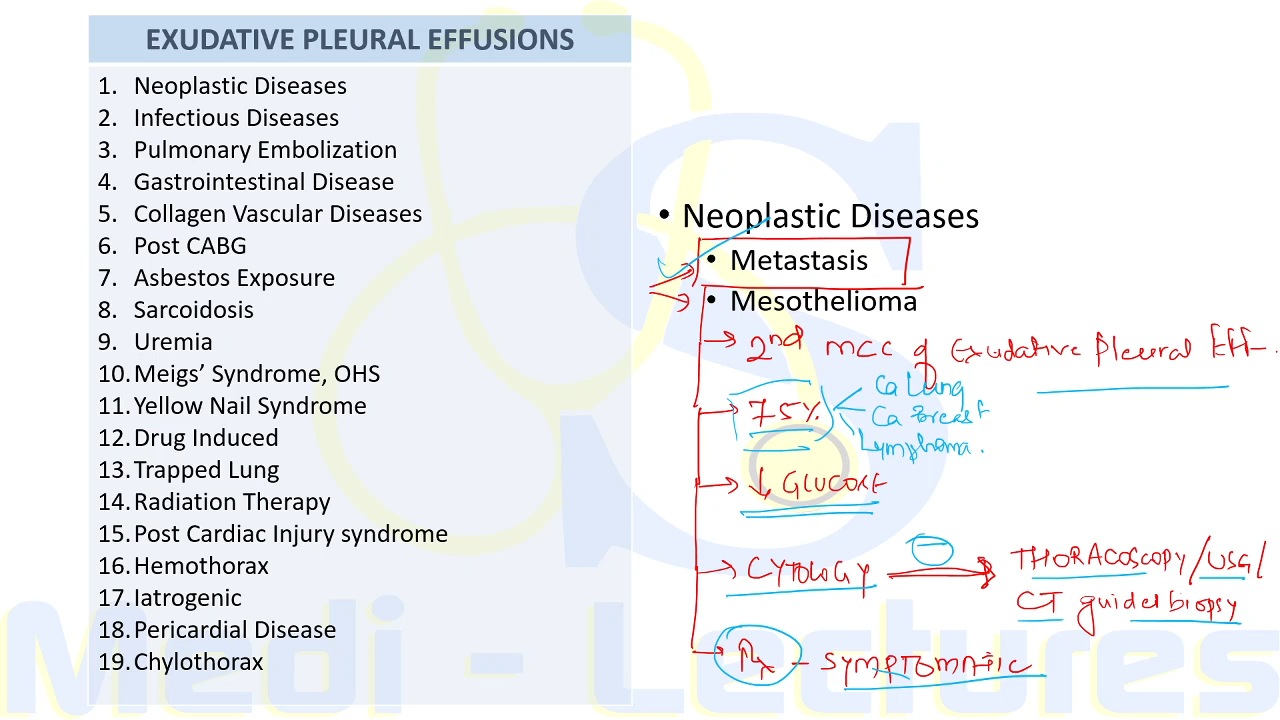 EXUDATIVE PLEURAL EFFUSIONS
1. Neoplastic Diseases
2. Infectious Diseases
3. Pulmonary Embolization
4. Gastrointestinal Disease
5. Collagen Vascular Diseases
6. Post CABG
7. Asbestos Exposure
8. Sarcoidosis
9. Uremia
10. Meigs’ Syndrome, OHS
11. Yellow Nail Syndrome
12. Drug Induced
13. Trapped Lung
14. Radiation Therapy
15. Post Cardiac Injury syndrome
16. Hemothorax
17. Iatrogenic
18. Pericardial Disease
19. Chylothorax
• Neoplastic Diseases
• Metastasis
• Mesothelioma
→ 2nd mcc of Exudative Pleural Eff-.
→ 75%
Ca Lung
Ca Breast
Lymphoma.
→ ↓ GLUCOSE
→ CYTOLOGY ⊖ → THORACOSCOPY/USG/
CT guided biopsy
→ Rx - SYMPTOMATIC
Medi - Lectures